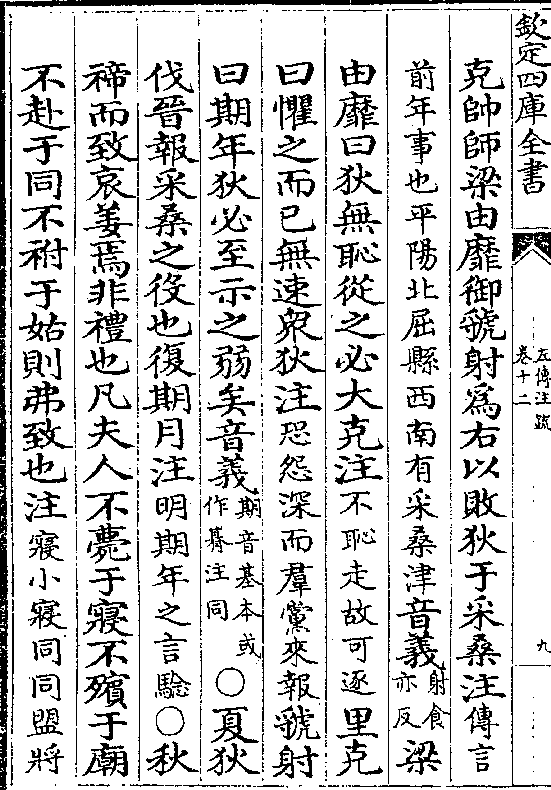 欽定四庫全書
左傳注疏
卷十二
九
克帥師梁由靡御虢射為右以敗狄于采桑注傳言
前年事也平陽北屈縣西南有采桑津音義射食亦反梁
由靡曰狄無恥從之必大克注不恥走故可逐里克
曰懼之而已無速衆狄注恐怨深而羣黨來報虢射
曰期年狄必至示之弱矣音義期音基本或作朞注同○夏狄
伐晉報采桑之役也復期月注明期年之言驗○秋
禘而致哀姜焉非禮也凡夫人不薨于寢不殯于廟
不赴于同不祔于姑則弗致也注寢小寢同同盟將